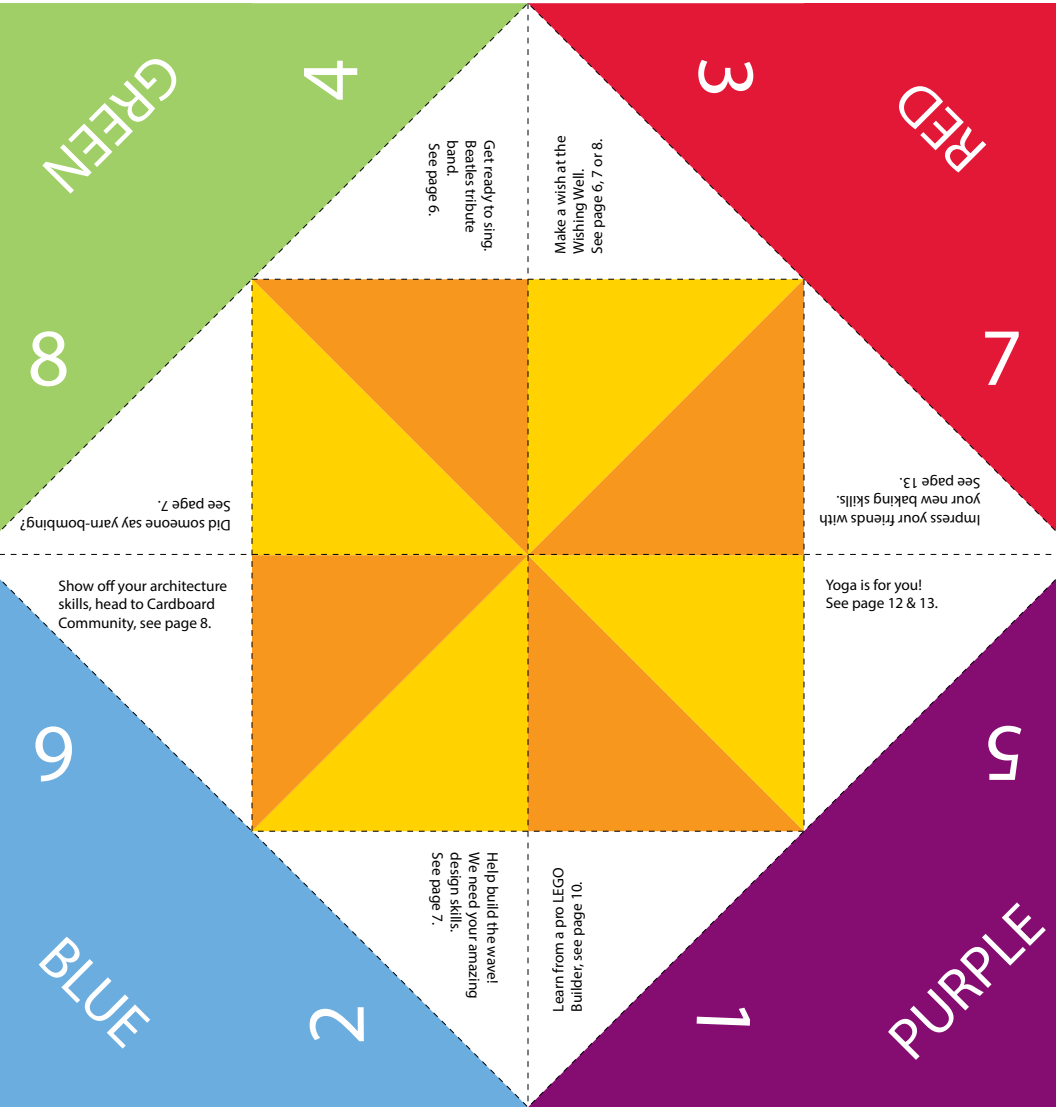 GREEN
4
8
3
RED
7
Get ready to sing.
Beatles tribute
band.
See page 6.
Make a wish at the
Wishing Well.
See page 6, 7 or 8.
Did someone say yarn-bombing?
See page 7.
Impress your friends with
your new baking skills.
See page 13.
Show off your architecture
skills, head to Cardboard
Community, see page 8.
Yoga is for you!
See page 12 & 13.
6
BLUE
2
Help build the wave!
We need your amazing
design skills.
See page 7.
Learn from a pro LEGO
Builder, see page 10.
5
1
PURPLE